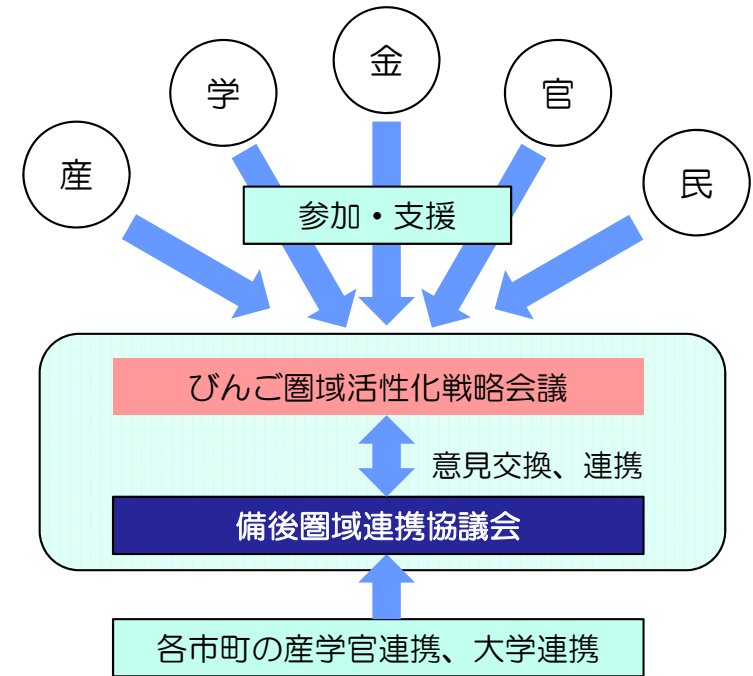 産
学
金
官
民
参加・支援
びんご圏域活性化戦略会議
意見交換、連携
備後圏域連携協議会
各市町の産学官連携、大学連携